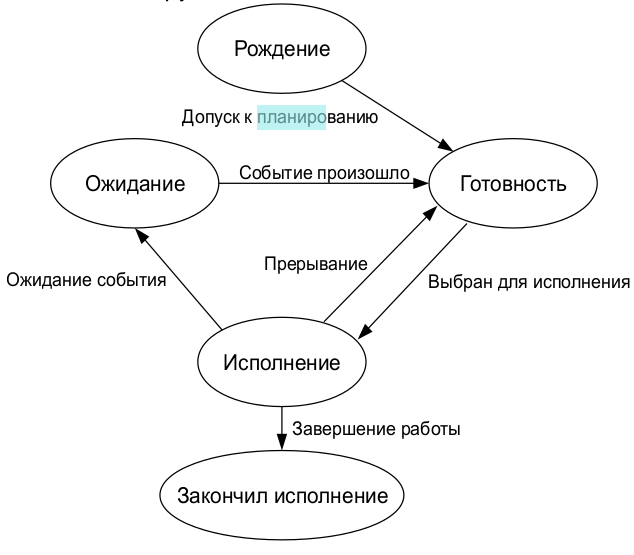 Рождение
Допуск к планированию
Ожидание
Событие произошло
Готовность
Ожидание события
Прерывание
Выбран для исполнения
Исполнение
Завершение работы
Закончил исполнение